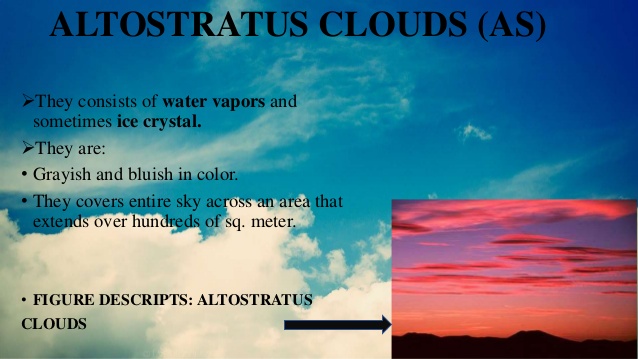 ALTOSTRATUS CLOUDS (AS)
➢They consists of water vapors and
sometimes ice crystal.
➢They are:
• Grayish and bluish in color.
• They covers entire sky across an area that
extends over hundreds of sq. meter.
• FIGURE DESCRIPTS: ALTOSTRATUS
CLOUDS